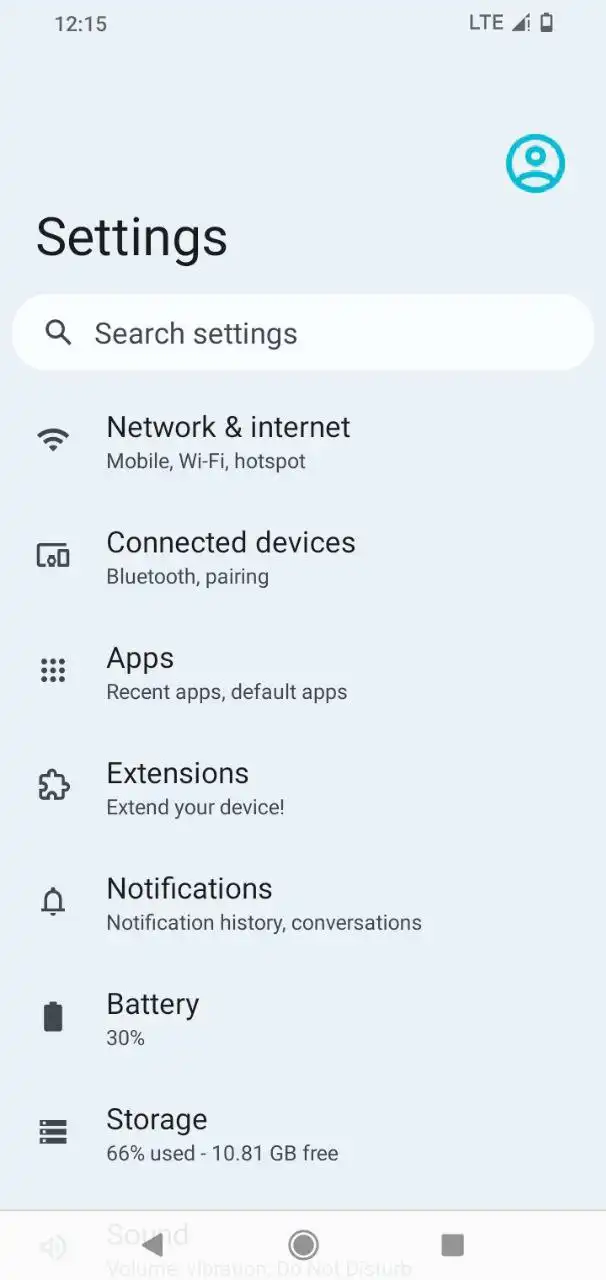 12:15 LTE
Settings
Search settings
Network & internet
Mobile, Wi-Fi, hotspot
Connected devices
Bluetooth, pairing
Apps
Recent apps, default apps
Extensions
Extend your device!
Notifications
Notification history, conversations
Battery
30%
Storage
66% used - 10.81 GB free
Sound
Volume, vibration, Do Not Disturb